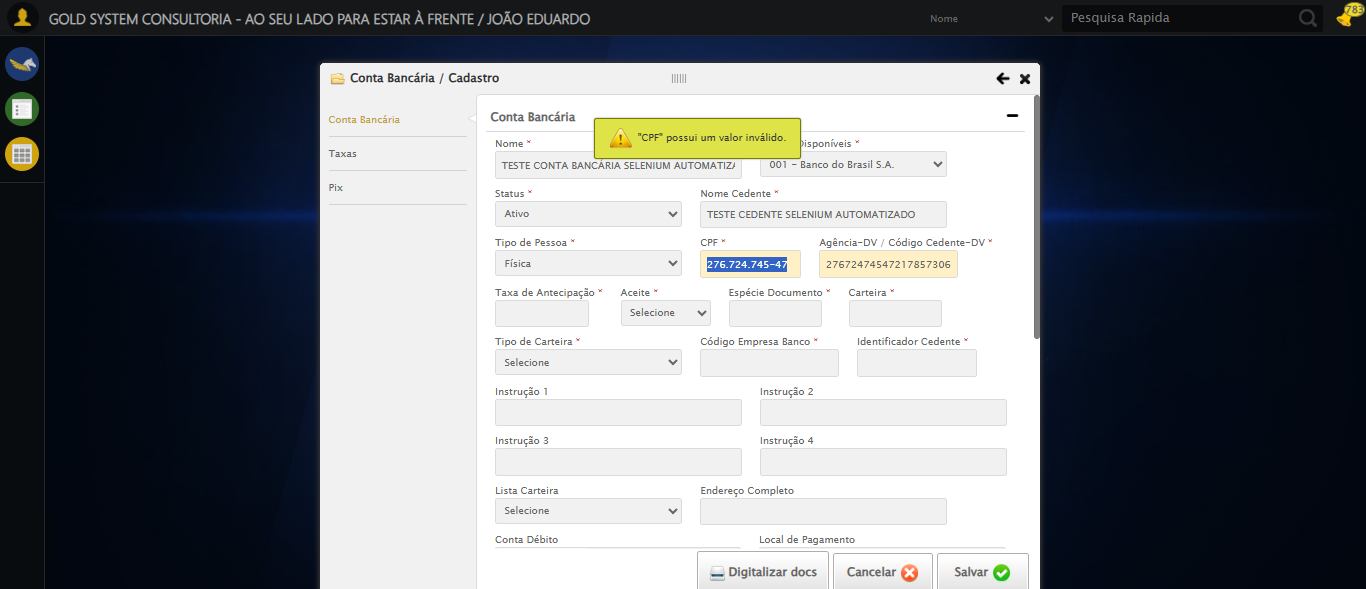 GOLD SYSTEM CONSULTORIA - AO SEU LADO PARA ESTAR À FRENTE / JOÃO EDUARDO
Nome
Pesquisa Rapida
783
Conta Bancária / Cadastro
Conta Bancária
Taxas
Pix
Conta Bancária
"CPF" possui um valor inválido.
Nome *
Disponíveis *
TESTE CONTA BANCÁRIA SELENIUM AUTOMATIZA
001 - Banco do Brasil S.A.
Status *
Nome Cedente *
Ativo
TESTE CEDENTE SELENIUM AUTOMATIZADO
Tipo de Pessoa *
CPF *
Agência-DV / Código Cedente-DV *
Física
276.724.745-47
27672474547217857306
Taxa de Antecipação *
Aceite *
Espécie Documento *
Carteira *
Selecione
Tipo de Carteira *
Código Empresa Banco *
Identificador Cedente *
Selecione
Instrução 1
Instrução 2
Instrução 3
Instrução 4
Lista Carteira
Endereço Completo
Selecione
Conta Débito
Local de Pagamento
Digitalizar docs
Cancelar
Salvar